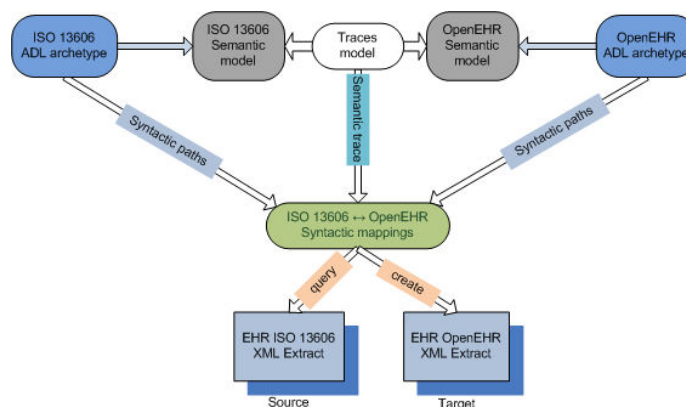 ISO 13606
ADL archetype
ISO 13606
Semantic
model
Traces
model
OpenEHR
Semantic
model
OpenEHR
ADL archetype
Syntactic paths
Semantic trace
Syntactic paths
ISO 13606 ↔ OpenEHR
Syntactic mappings
query
create
EHR ISO 13606
XML Extract
EHR OpenEHR
XML Extract
Source
Target